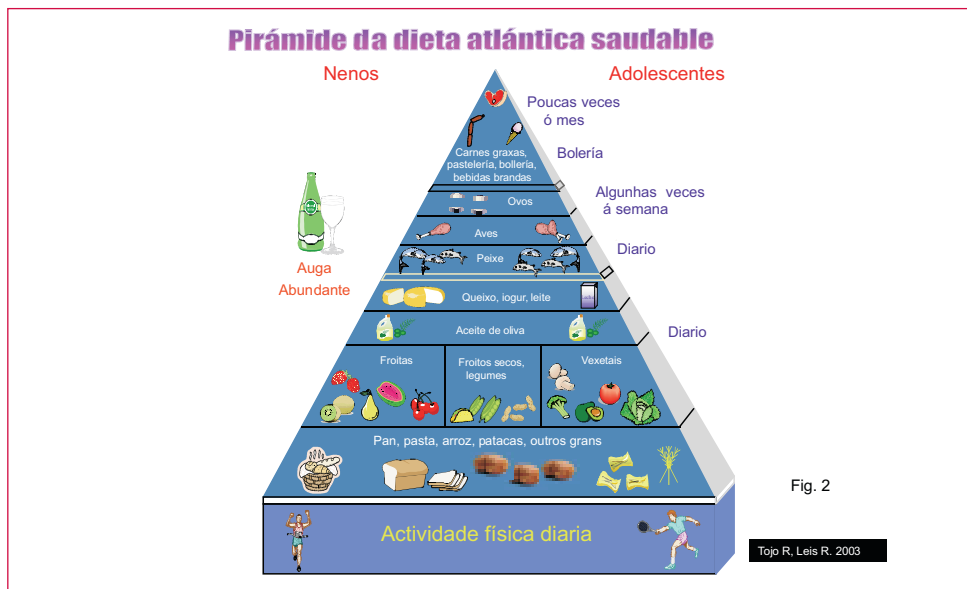 Pirámide da dieta atlántica saudable
Nenos
Adolescentes
Poucas veces
ó mes
Carnes graxas,
pastelería, bollería,
bebidas brandas
Bolería
Algunhas veces
á semana
Ovos
Aves
Diario
Peixe
Auga
Abundante
Queixo, iogur, leite
Aceite de oliva
Diario
Froitas
Froitos secos,
legumes
Vexetais
Pan, pasta, arroz, patacas, outros grans
Fig. 2
Actividade física diaria
Tojo R, Leis R. 2003